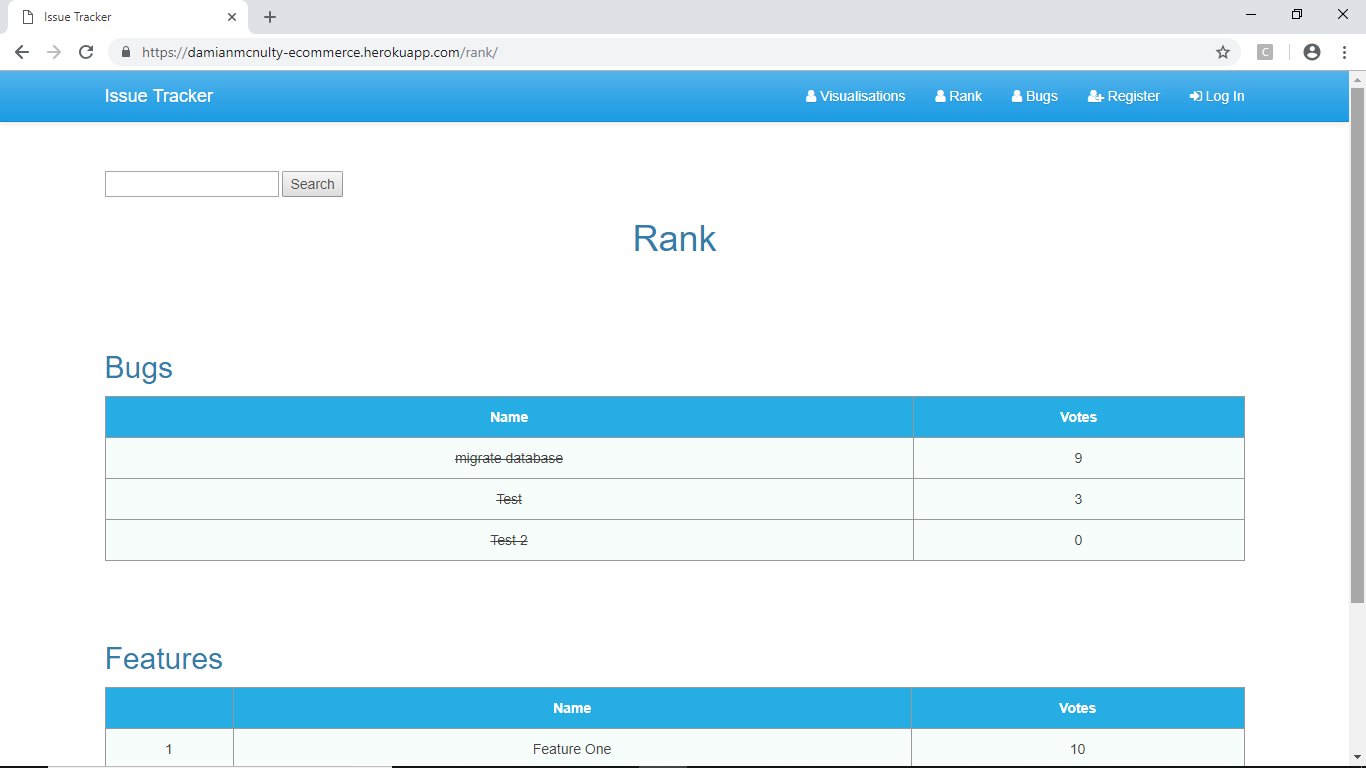 Issue Tracker
https://damianmcnulty-ecommerce.herokuapp.com/rank/
C
Issue Tracker Visualisations Rank Bugs Register Log In
Search
Rank
Bugs
Name Votes
migrate database 9
Test 3
Test 2 0
Features
Name Votes
1 Feature One 10